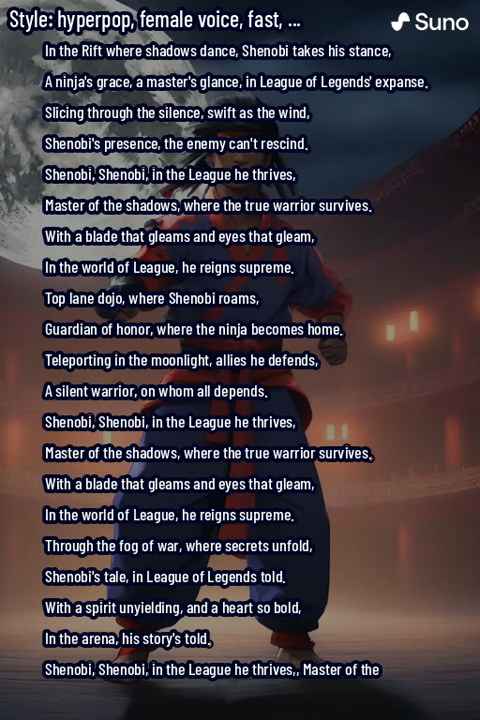 Style: hyperpop, female voice, fast, ...
Suno
In the Rift where shadows dance, Shenobi takes his stance,
A ninja's grace, a master's glance, in League of Legends' expanse.
Slicing through the silence, swift as the wind,
Shenobi's presence, the enemy can't rescind.
Shenobi, Shenobi, in the League he thrives,
Master of the shadows, where the true warrior survives.
With a blade that gleams and eyes that gleam,
In the world of League, he reigns supreme.
Top lane dojo, where Shenobi roams,
Guardian of honor, where the ninja becomes home.
Teleporting in the moonlight, allies he defends,
A silent warrior, on whom all depends.
Shenobi, Shenobi, in the League he thrives,
Master of the shadows, where the true warrior survives.
With a blade that gleams and eyes that gleam,
In the world of League, he reigns supreme.
Through the fog of war, where secrets unfold,
Shenobi's tale, in League of Legends told.
With a spirit unyielding, and a heart so bold,
In the arena, his story's told.
Shenobi, Shenobi, in the League he thrives,, Master of the